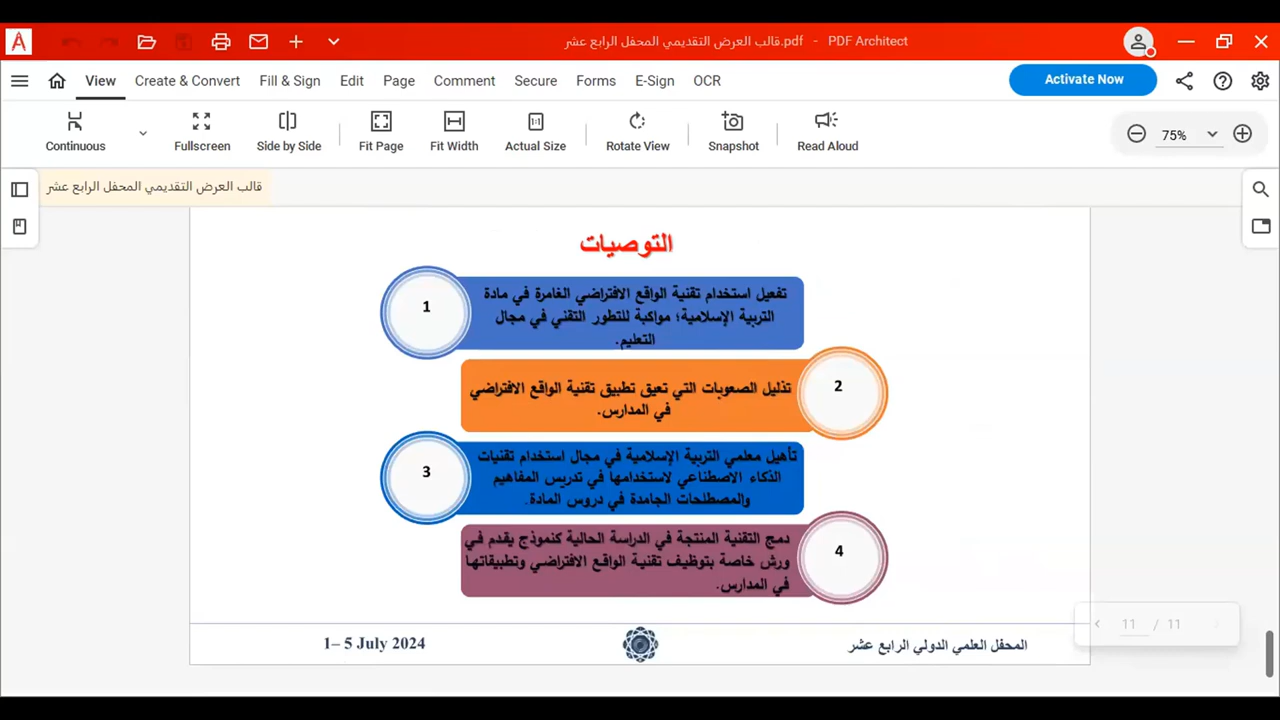 قالب العرض التقديمي المحفل الرابع عشر.pdf - PDF Architect
View Create & Convert Fill & Sign Edit Page Comment Secure Forms E-Sign OCR Activate Now
Continuous Fullscreen Side by Side Fit Page Fit Width Actual Size Rotate View Snapshot Read Aloud 75%
قالب العرض التقديمي المحفل الرابع عشر
التوصيات
1
تفعيل استخدام تقنية الواقع الافتراضي الغامرة في مادة
التربية الإسلامية؛ مواكبة للتطور التقني في مجال
التعليم.
2
تذليل الصعوبات التي تعيق تطبيق تقنية الواقع الافتراضي
في المدارس.
3
تأهيل معلمي التربية الإسلامية في مجال استخدام تقنيات
الذكاء الاصطناعي لاستخدامها في تدريس المفاهيم
والمصطلحات الجامدة في دروس المادة.
4
دمج التقنية المنتجة في الدراسة الحالية كنموذج يقدم في
ورش خاصة بتوظيف تقنية الواقع الافتراضي وتطبيقاتها
في المدارس.
11 / 11
1– 5 July 2024
المحفل العلمي الدولي الرابع عشر